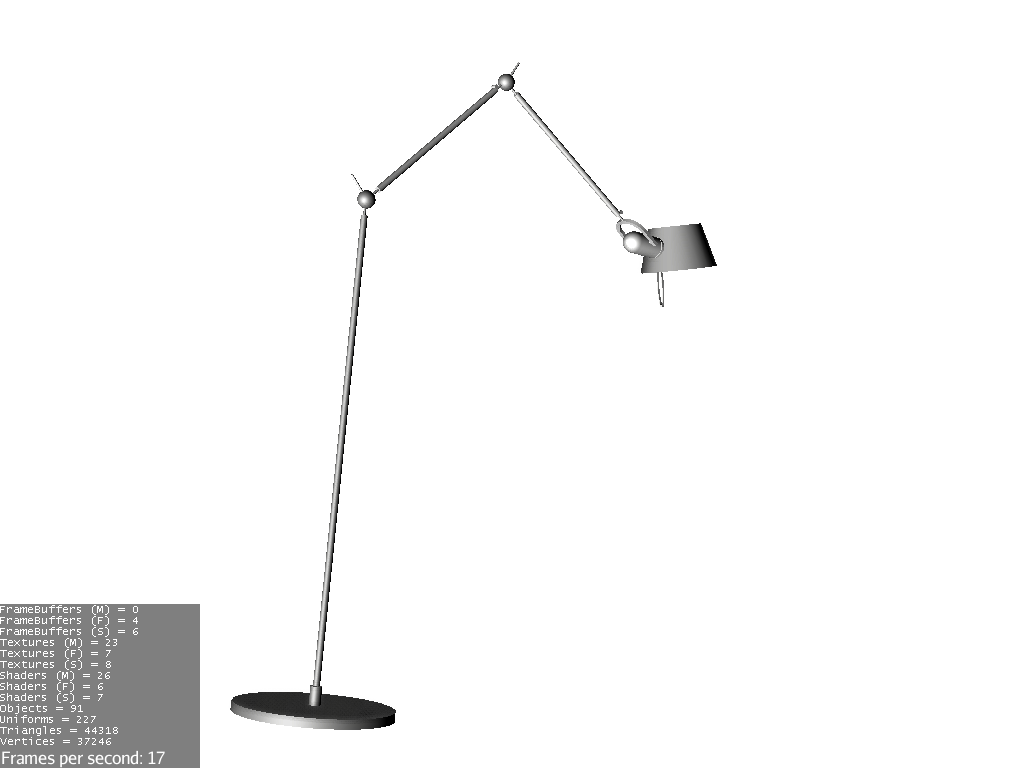 FrameBuffers (M) = 0
FrameBuffers (F) = 4
FrameBuffers (S) = 6
Textures (M) = 23
Textures (F) = 7
Textures (S) = 8
Shaders (M) = 26
Shaders (F) = 6
Shaders (S) = 7
Objects = 91
Uniforms = 227
Triangles = 44318
Vertices = 37246
Frames per second: 17